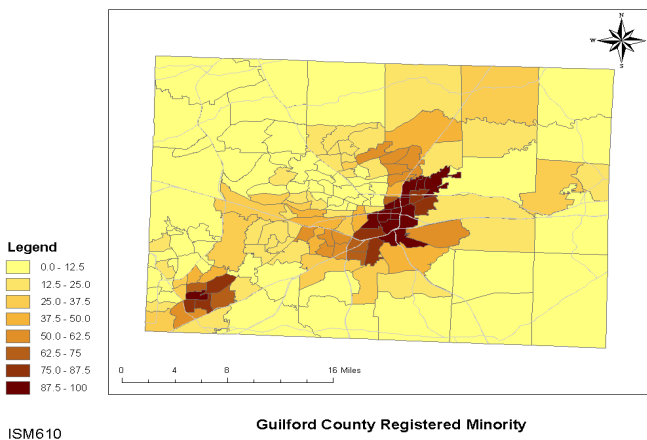 N
W E
S
Legend
0.0 - 12.5
12.5 - 25.0
25.0 - 37.5
37.5 - 50.0
50.0 - 62.5
62.5 - 75
75.0 - 87.5
87.5 - 100
0 4 8 16 Miles
Guilford County Registered Minority
ISM610